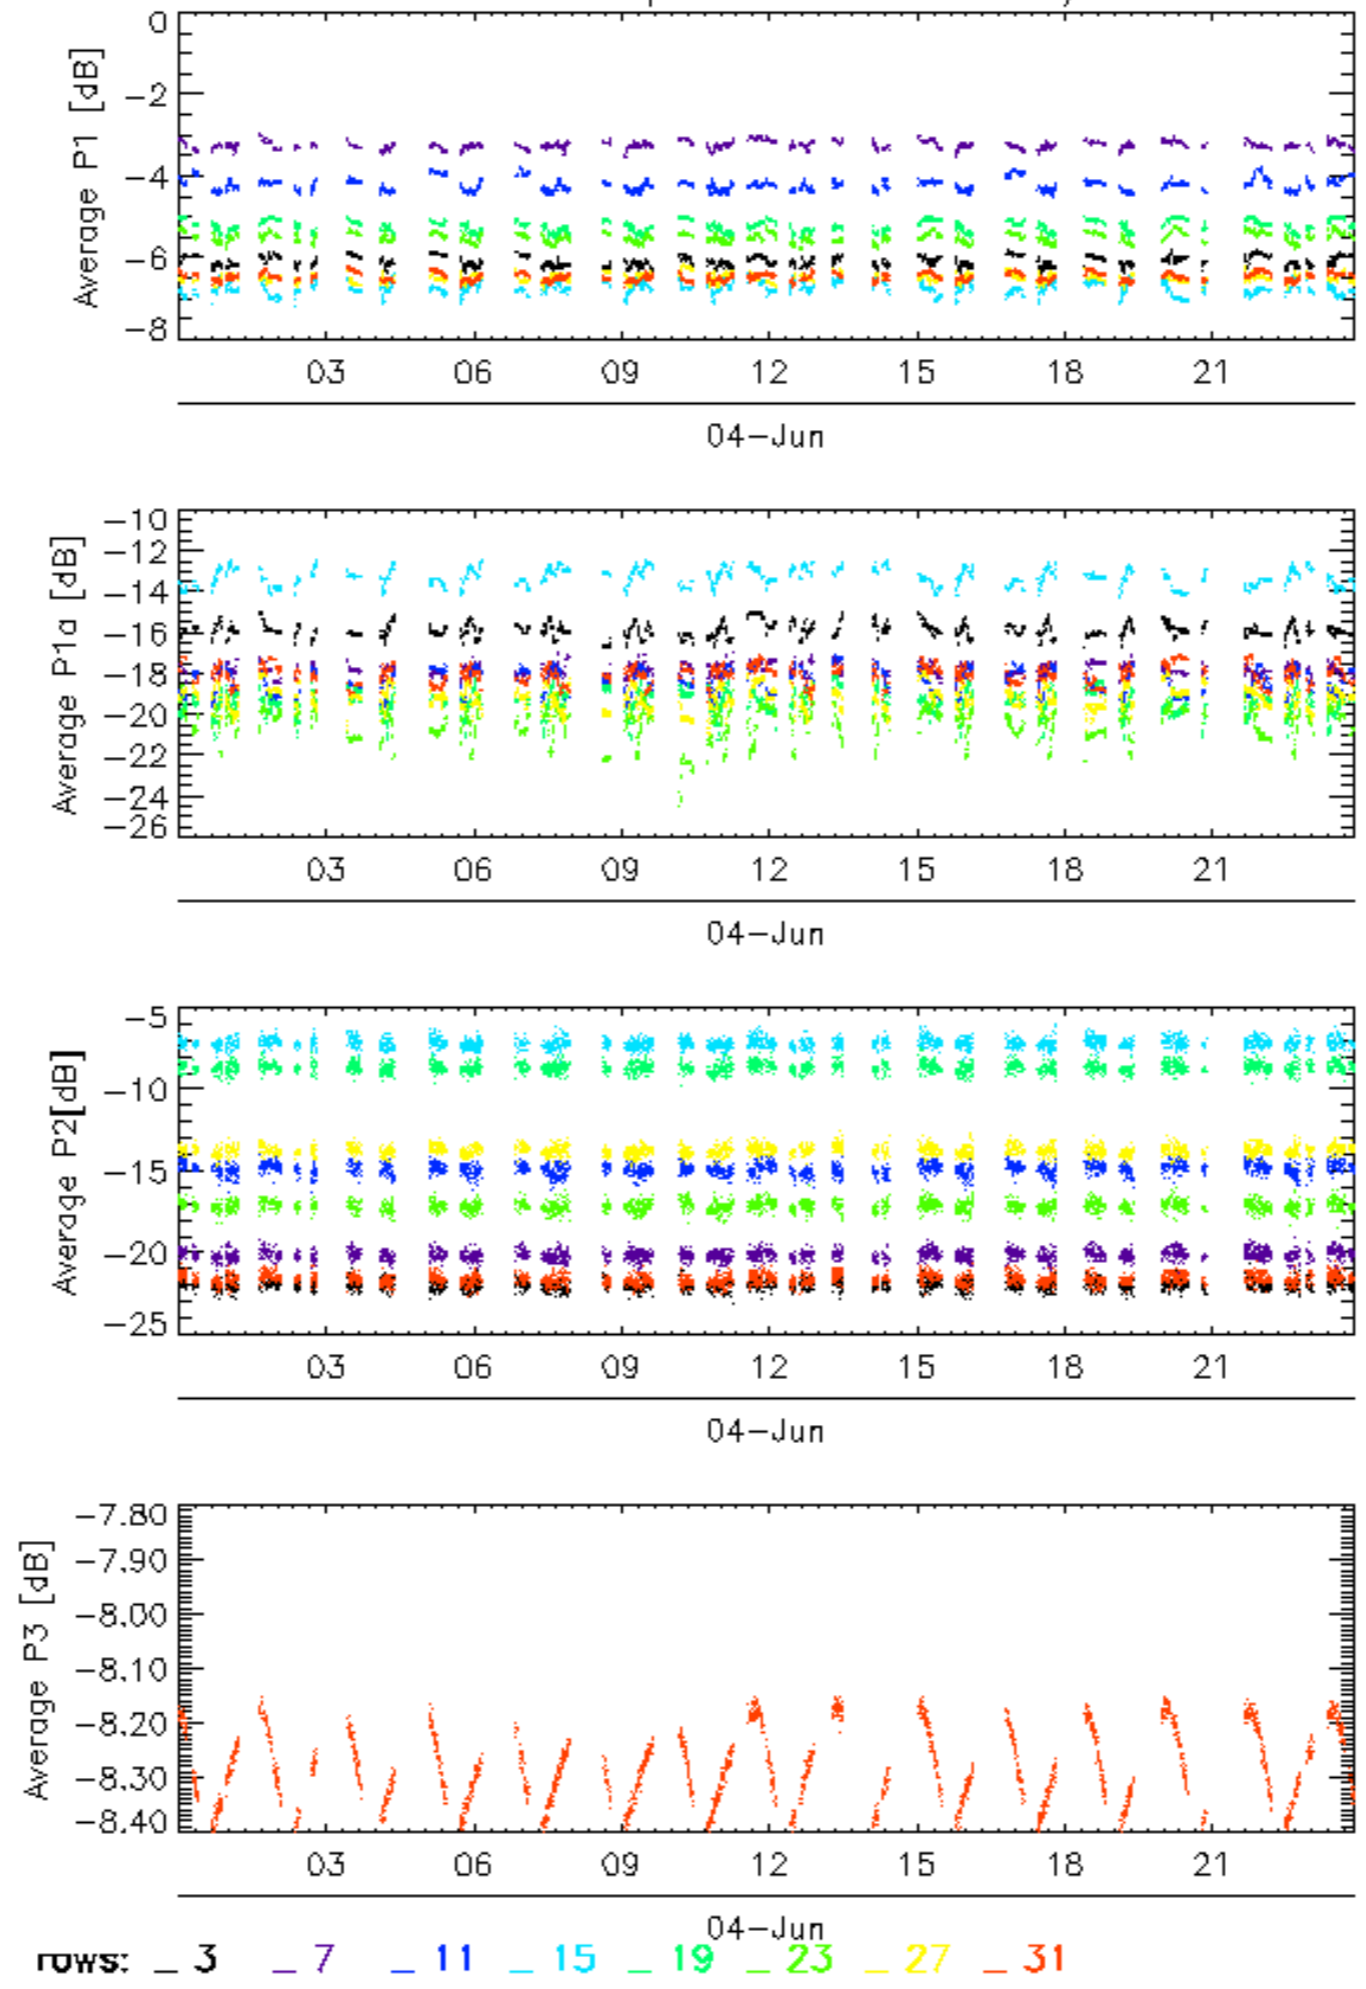 Average P1 [dB]
0
−2
−4
−6
−8
03 06 09 12 15 18 21
04−Jun
Average P1a [dB]
−10
−12
−14
−16
−18
−20
−22
−24
−26
03 06 09 12 15 18 21
04−Jun
Average P2[dB]
−5
−10
−15
−20
−25
03 06 09 12 15 18 21
04−Jun
Average P3 [dB]
−7.80
−7.90
−8.00
−8.10
−8.20
−8.30
−8.40
03 06 09 12 15 18 21
04−Jun
rows: _ 3 _ 7 _ 11 _ 15 _ 19 _ 23 _ 27 _ 31